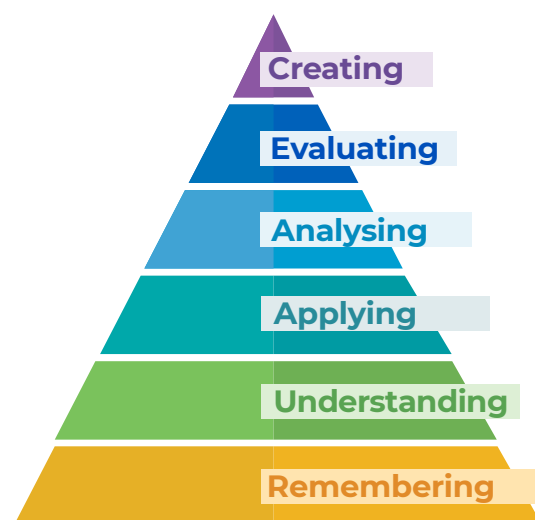 Creating
Evaluating
Analysing
Applying
Understanding
Remembering